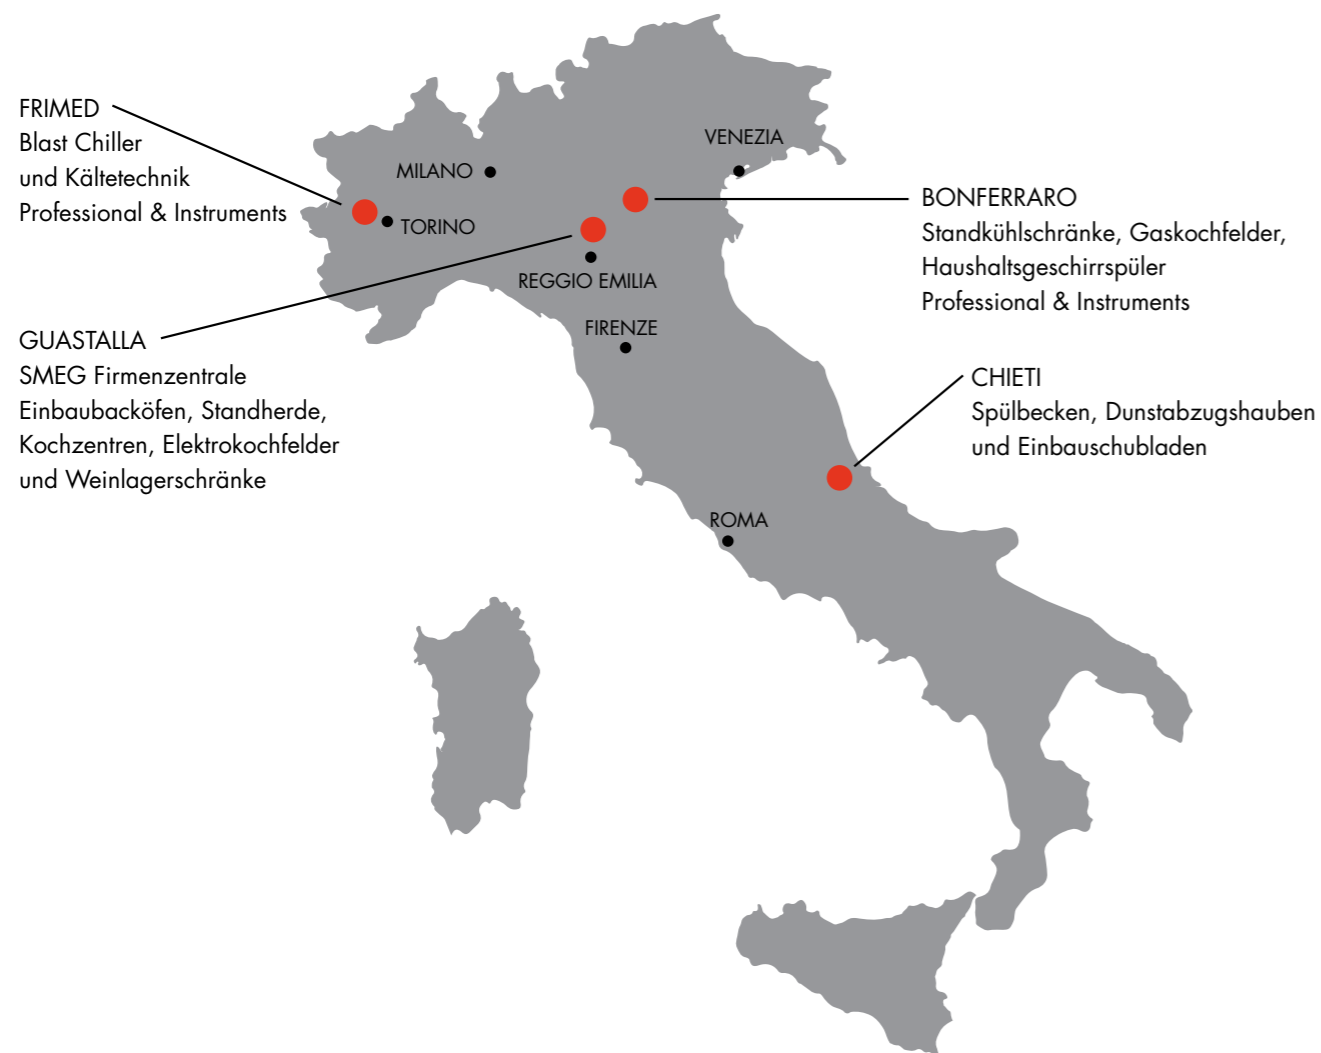 FRIMED
Blast Chiller
und Kältetechnik
Professional & Instruments
GUASTALLA
SMEG Firmenzentrale
Einbaubacköfen, Standherde,
Kochzentren, Elektrokochfelder
und Weinlagerschränke
MILANO
TORINO
VENEZIA
REGGIO EMILIA
FIRENZE
ROMA
BONFERRARO
Standkühlschränke, Gaskochfelder,
Haushaltsgeschirrspüler
Professional & Instruments
CHIETI
Spülbecken, Dunstabzugshauben
und Einbauschubladen